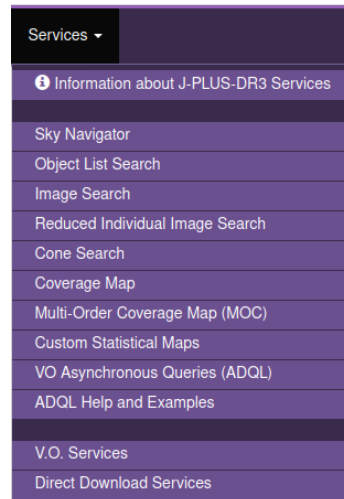 Services
Information about J-PLUS-DR3 Services
Sky Navigator
Object List Search
Image Search
Reduced Individual Image Search
Cone Search
Coverage Map
Multi-Order Coverage Map (MOC)
Custom Statistical Maps
VO Asynchronous Queries (ADQL)
ADQL Help and Examples
V.O. Services
Direct Download Services